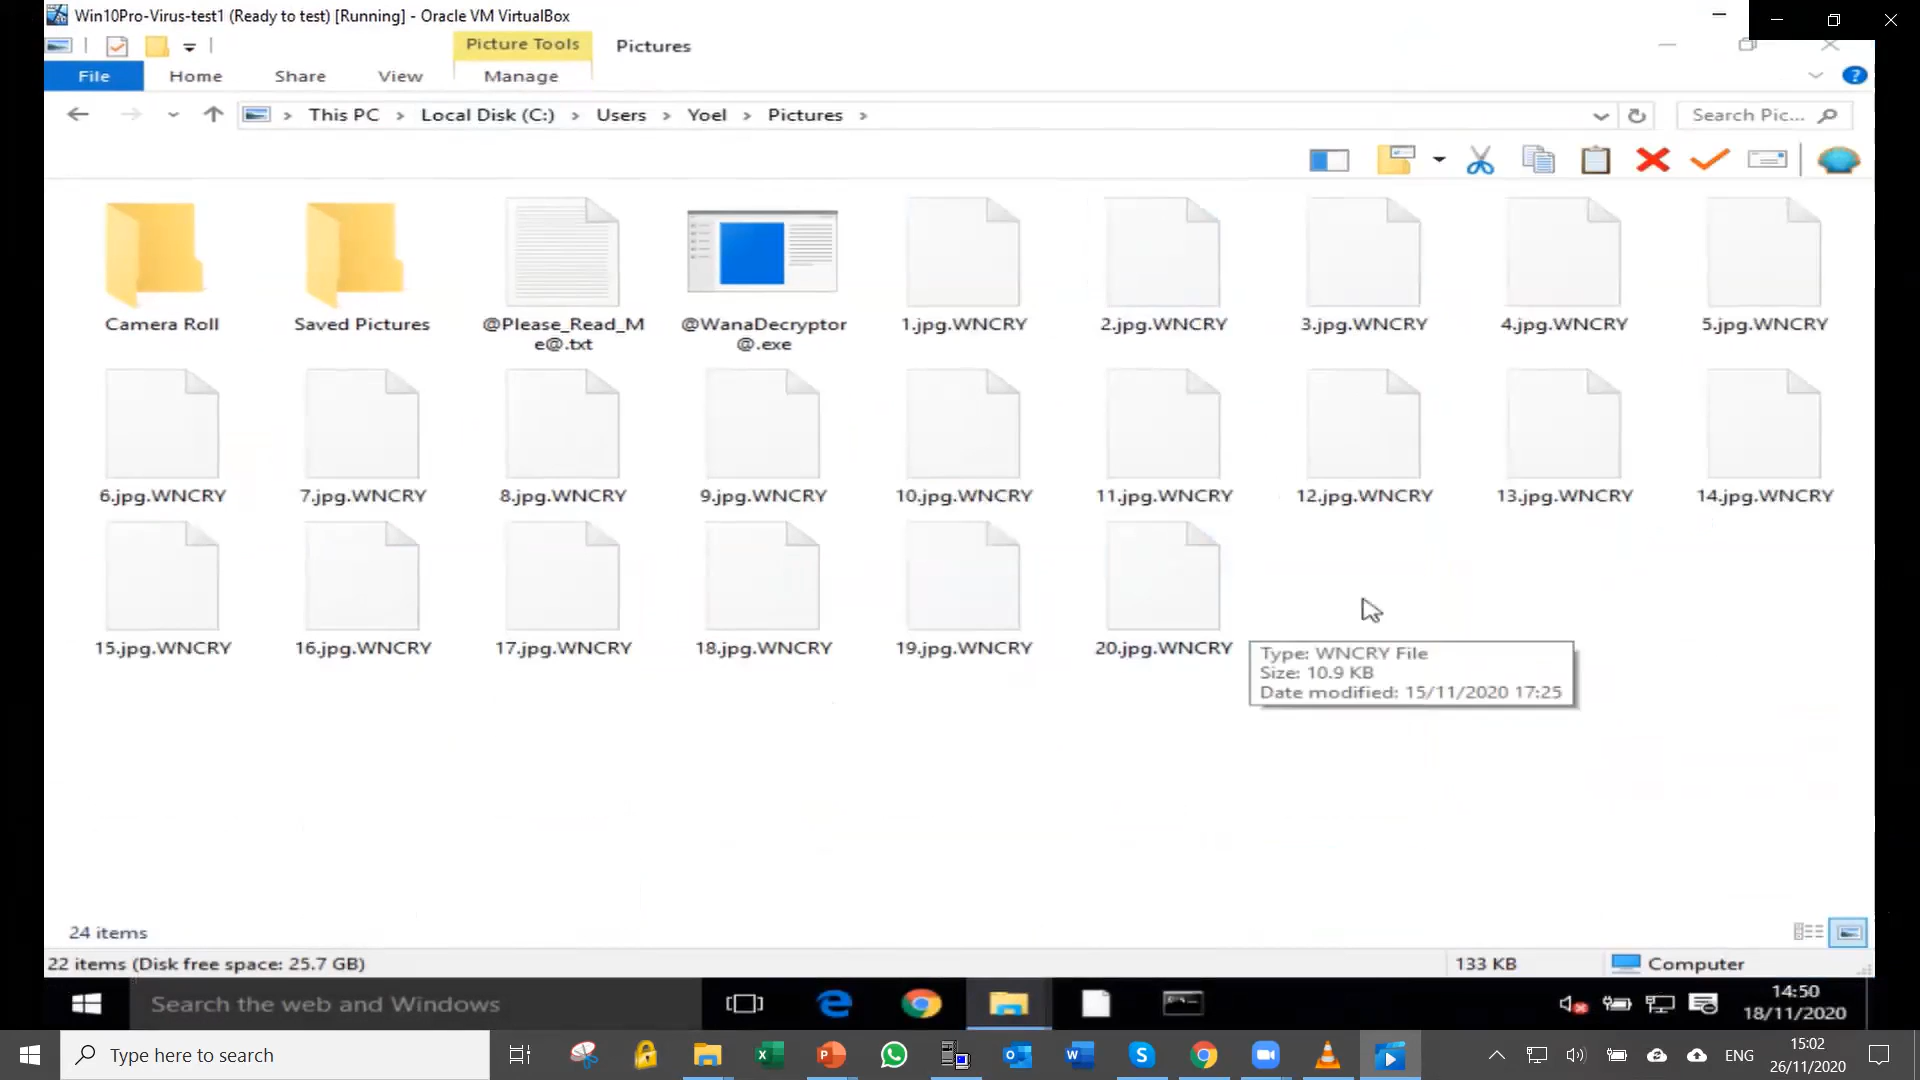 Win10Pro-Virus-test1 (Ready to test) [Running] - Oracle VM VirtualBox
Picture Tools
Pictures
File
Home
Share
View
Manage
This PC
Local Disk (C:)
Users
Yoel
Pictures
Search Pic...
Camera Roll
Saved Pictures
@Please_Read_M
e@.txt
@WanaDecryptor
@.exe
1.jpg.WNCRY
2.jpg.WNCRY
3.jpg.WNCRY
4.jpg.WNCRY
5.jpg.WNCRY
6.jpg.WNCRY
7.jpg.WNCRY
8.jpg.WNCRY
9.jpg.WNCRY
10.jpg.WNCRY
11.jpg.WNCRY
12.jpg.WNCRY
13.jpg.WNCRY
14.jpg.WNCRY
15.jpg.WNCRY
16.jpg.WNCRY
17.jpg.WNCRY
18.jpg.WNCRY
19.jpg.WNCRY
20.jpg.WNCRY
Type: WNCRY File
Size: 10.9 KB
Date modified: 15/11/2020 17:25
24 items
22 items (Disk free space: 25.7 GB)
133 KB
Computer
Search the web and Windows
14:50
18/11/2020
Type here to search
ENG
15:02
26/11/2020